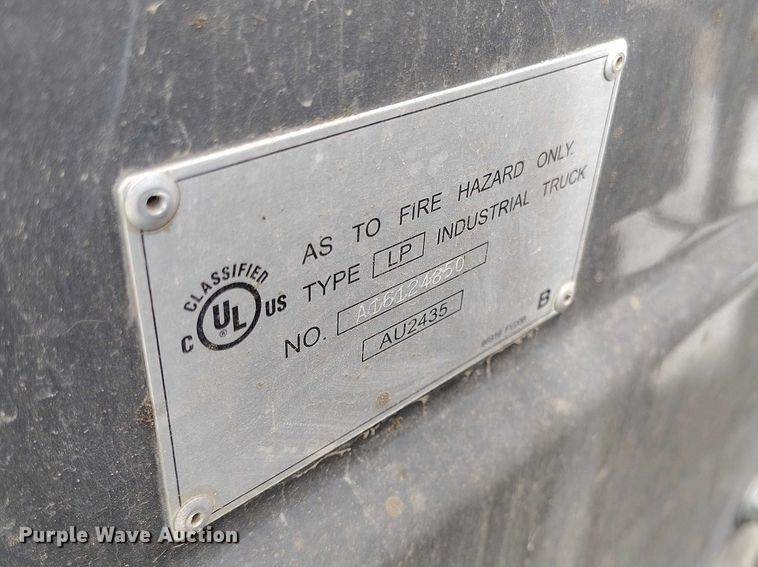 CLASSIFIED
C UL US
®
AS TO FIRE HAZARD ONLY.
TYPE LP INDUSTRIAL TRUCK
NO. A16124850
AU2435
B
Purple Wave Auction